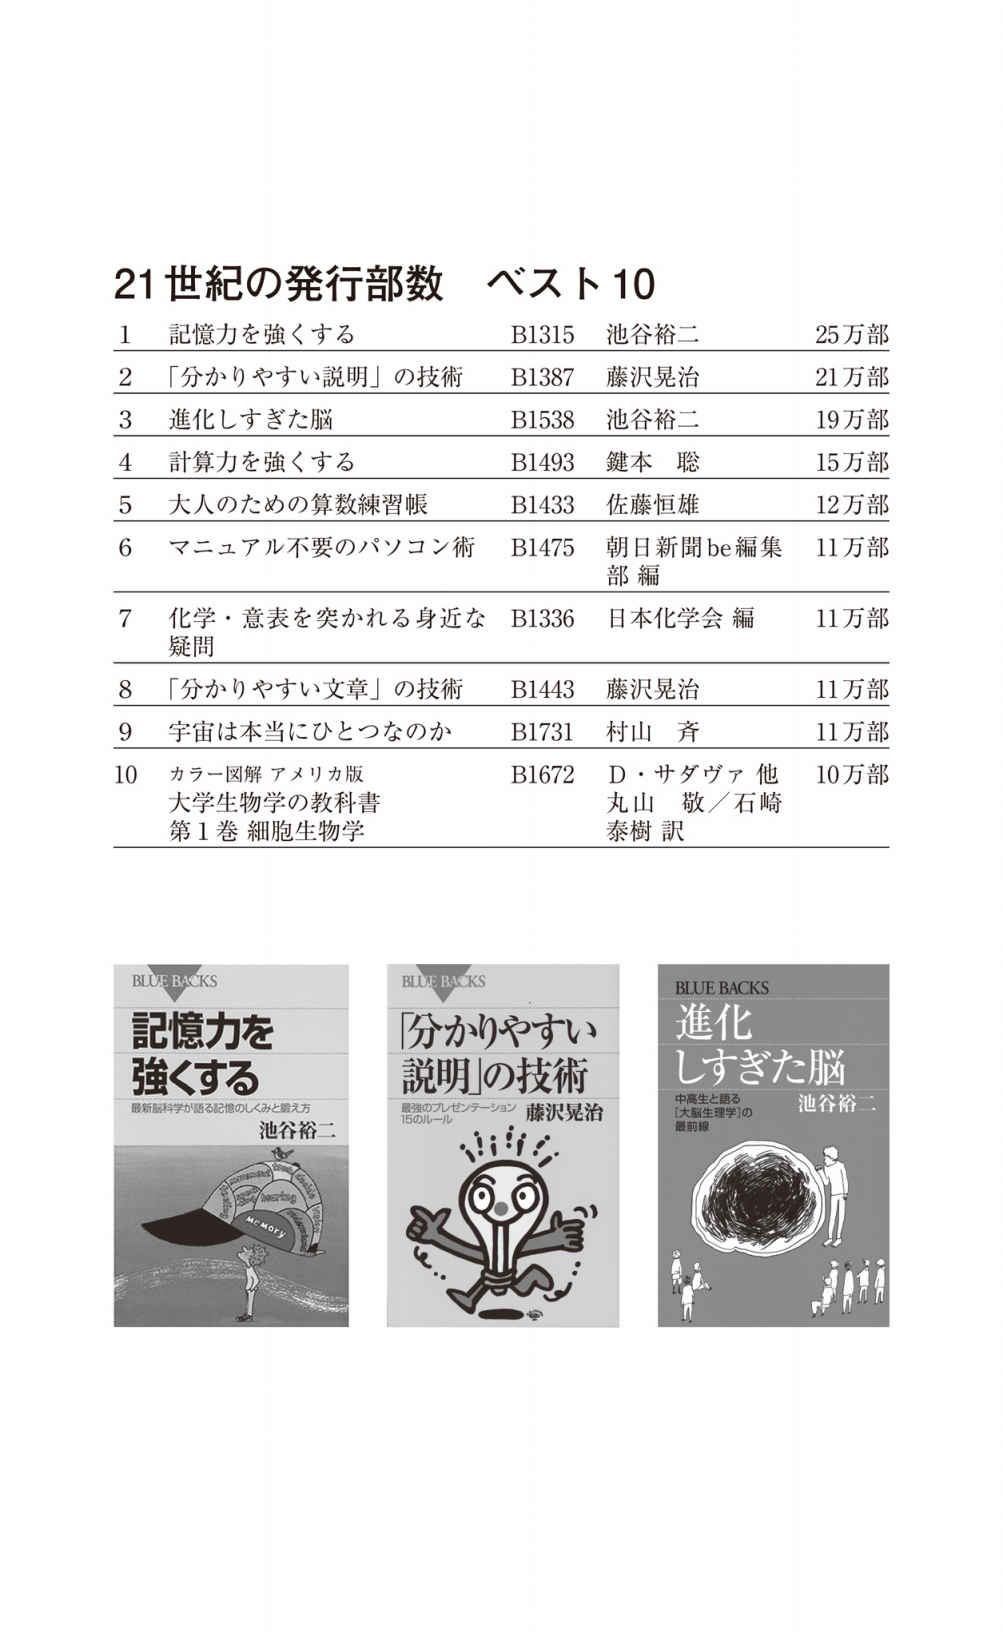 21世紀の発行部数　ベスト10
1 記憶力を強くする B1315 池谷裕二 25万部
2 「分かりやすい説明」の技術 B1387 藤沢晃治 21万部
3 進化しすぎた脳 B1538 池谷裕二 19万部
4 計算力を強くする B1493 鍵本　聡 15万部
5 大人のための算数練習帳 B1433 佐藤恒雄 12万部
6 マニュアル不要のパソコン術 B1475 朝日新聞be編集 11万部
部 編
7 化学・意表を突かれる身近な B1336 日本化学会 編 11万部
疑問
8 「分かりやすい文章」の技術 B1443 藤沢晃治 11万部
9 宇宙は本当にひとつなのか B1731 村山　斉 11万部
10 カラー図解 アメリカ版 B1672 D・サダヴァ 他 10万部
大学生物学の教科書 丸山　敬／石崎
第1巻 細胞生物学 泰樹 訳
BLUE BACKS
記憶力を
強くする
最新脳科学が語る記憶のしくみと鍛え方
池谷裕二
hearing
memory
BLUE BACKS
「分かりやすい
説明」の技術
最強のプレゼンテーション
15のルール
藤沢晃治
BLUE BACKS
進化
しすぎた脳
中高生と語る
［大脳生理学］の
最前線
池谷裕二